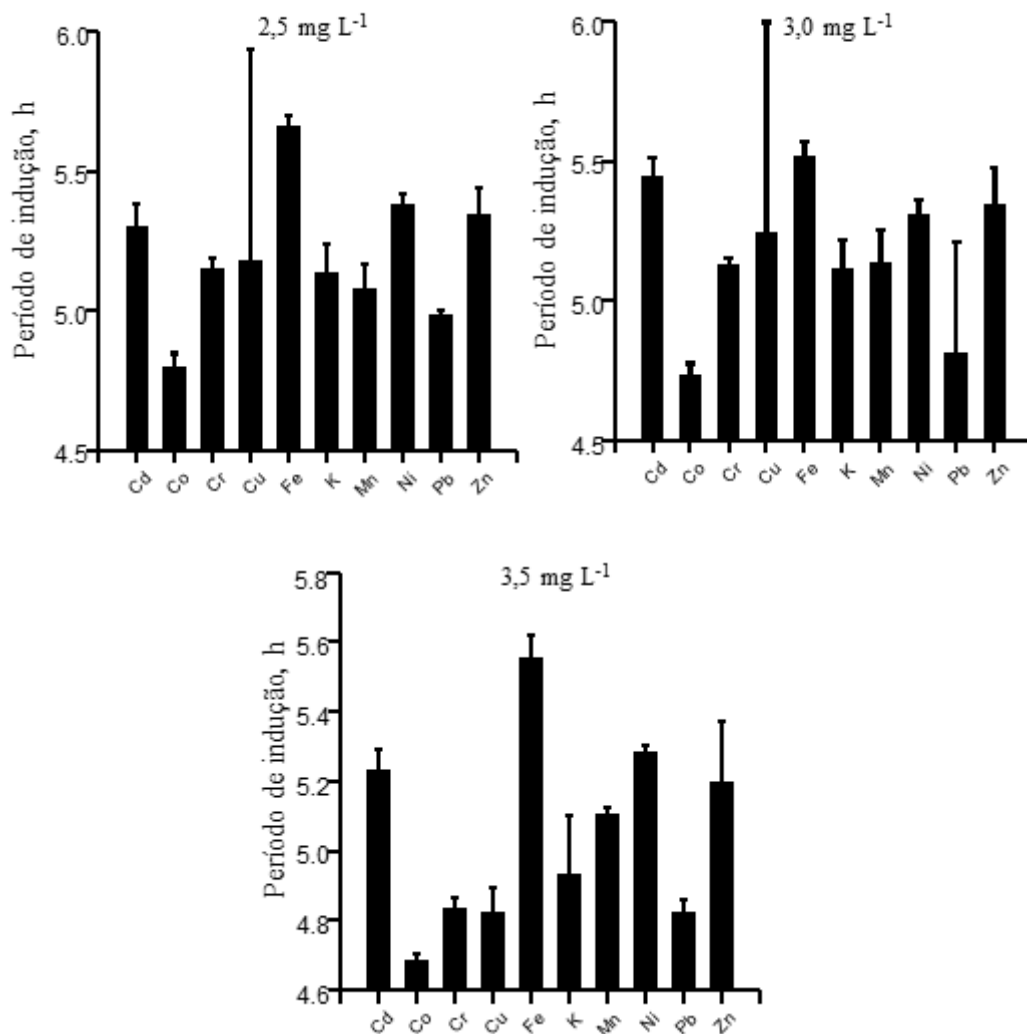 2,5 mg L-1
Período de indução, h
6.0
5.5
5.0
4.5
Cd Co Cr Cu Fe K Mn Ni Pb Zn
3,0 mg L-1
Período de indução, h
6.0
5.5
5.0
4.5
Cd Co Cr Cu Fe K Mn Ni Pb Zn
3,5 mg L-1
Período de indução, h
5.8
5.6
5.4
5.2
5.0
4.8
4.6
Cd Co Cr Cu Fe K Mn Ni Pb Zn